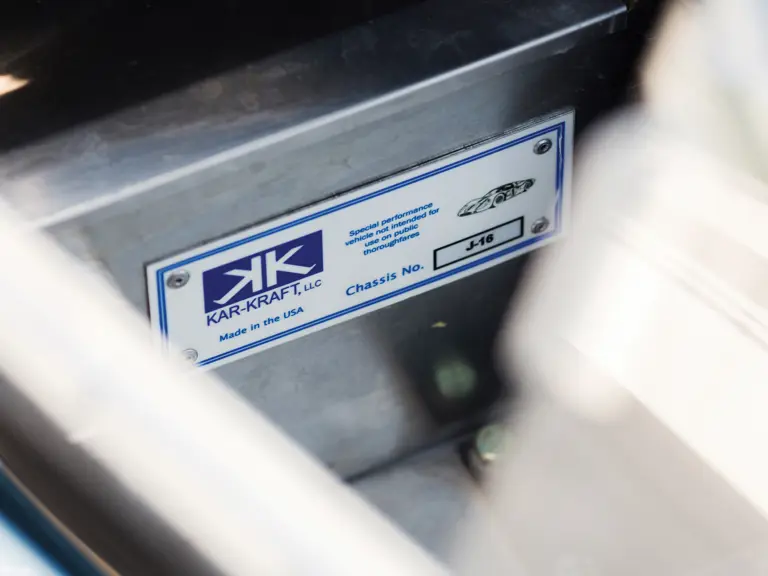 KK
KAR-KRAFT, LLC
Made in the USA
Special performance
vehicle not intended for
use on public
thoroughfares
Chassis No.
J-16